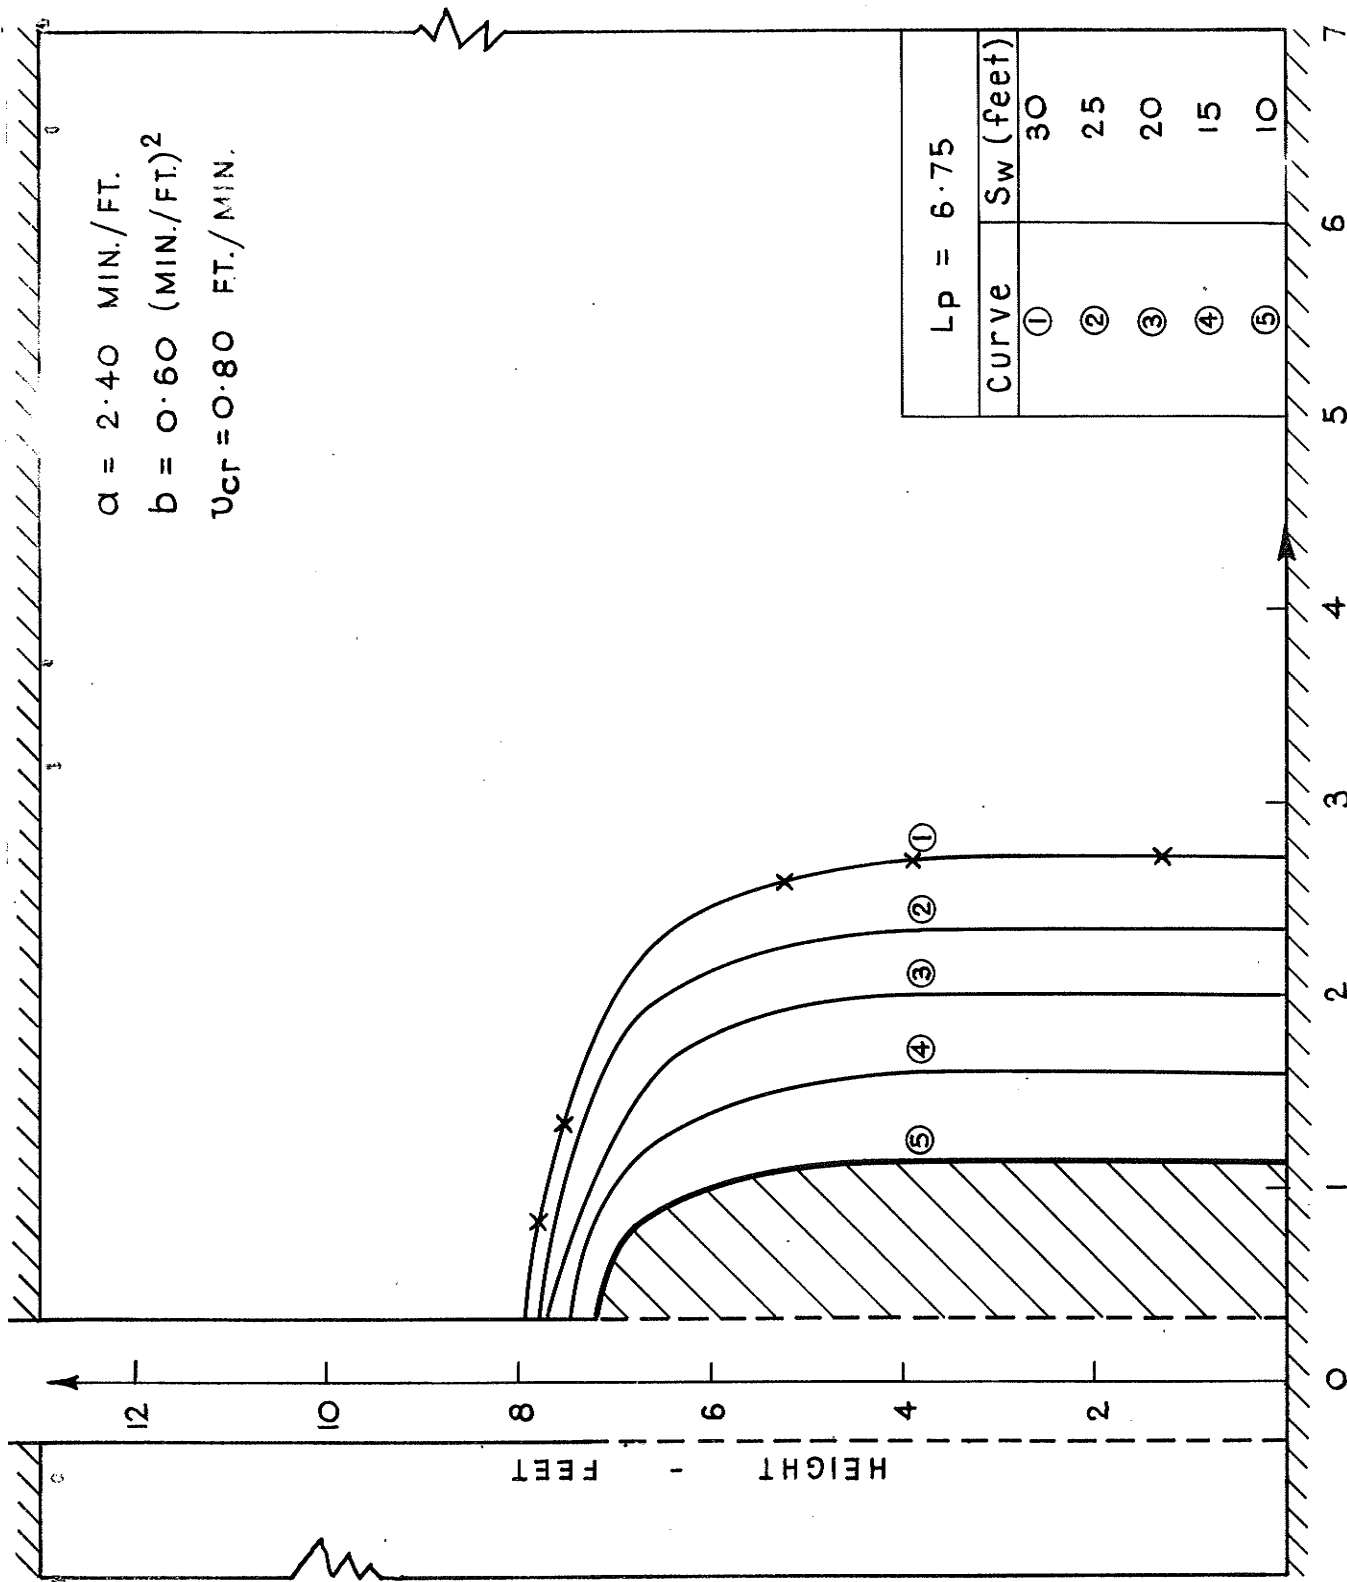 a = 2·40 MIN./FT.
b = 0·60 (MIN./FT.)²
υcr = 0·80 FT./MIN.
HEIGHT - FEET
12
10
8
6
4
2
①
②
③
④
⑤
Lp = 6·75
Curve Sw (feet)
① 30
② 25
③ 20
④ 15
⑤ 10
0 1 2 3 4 5 6 7